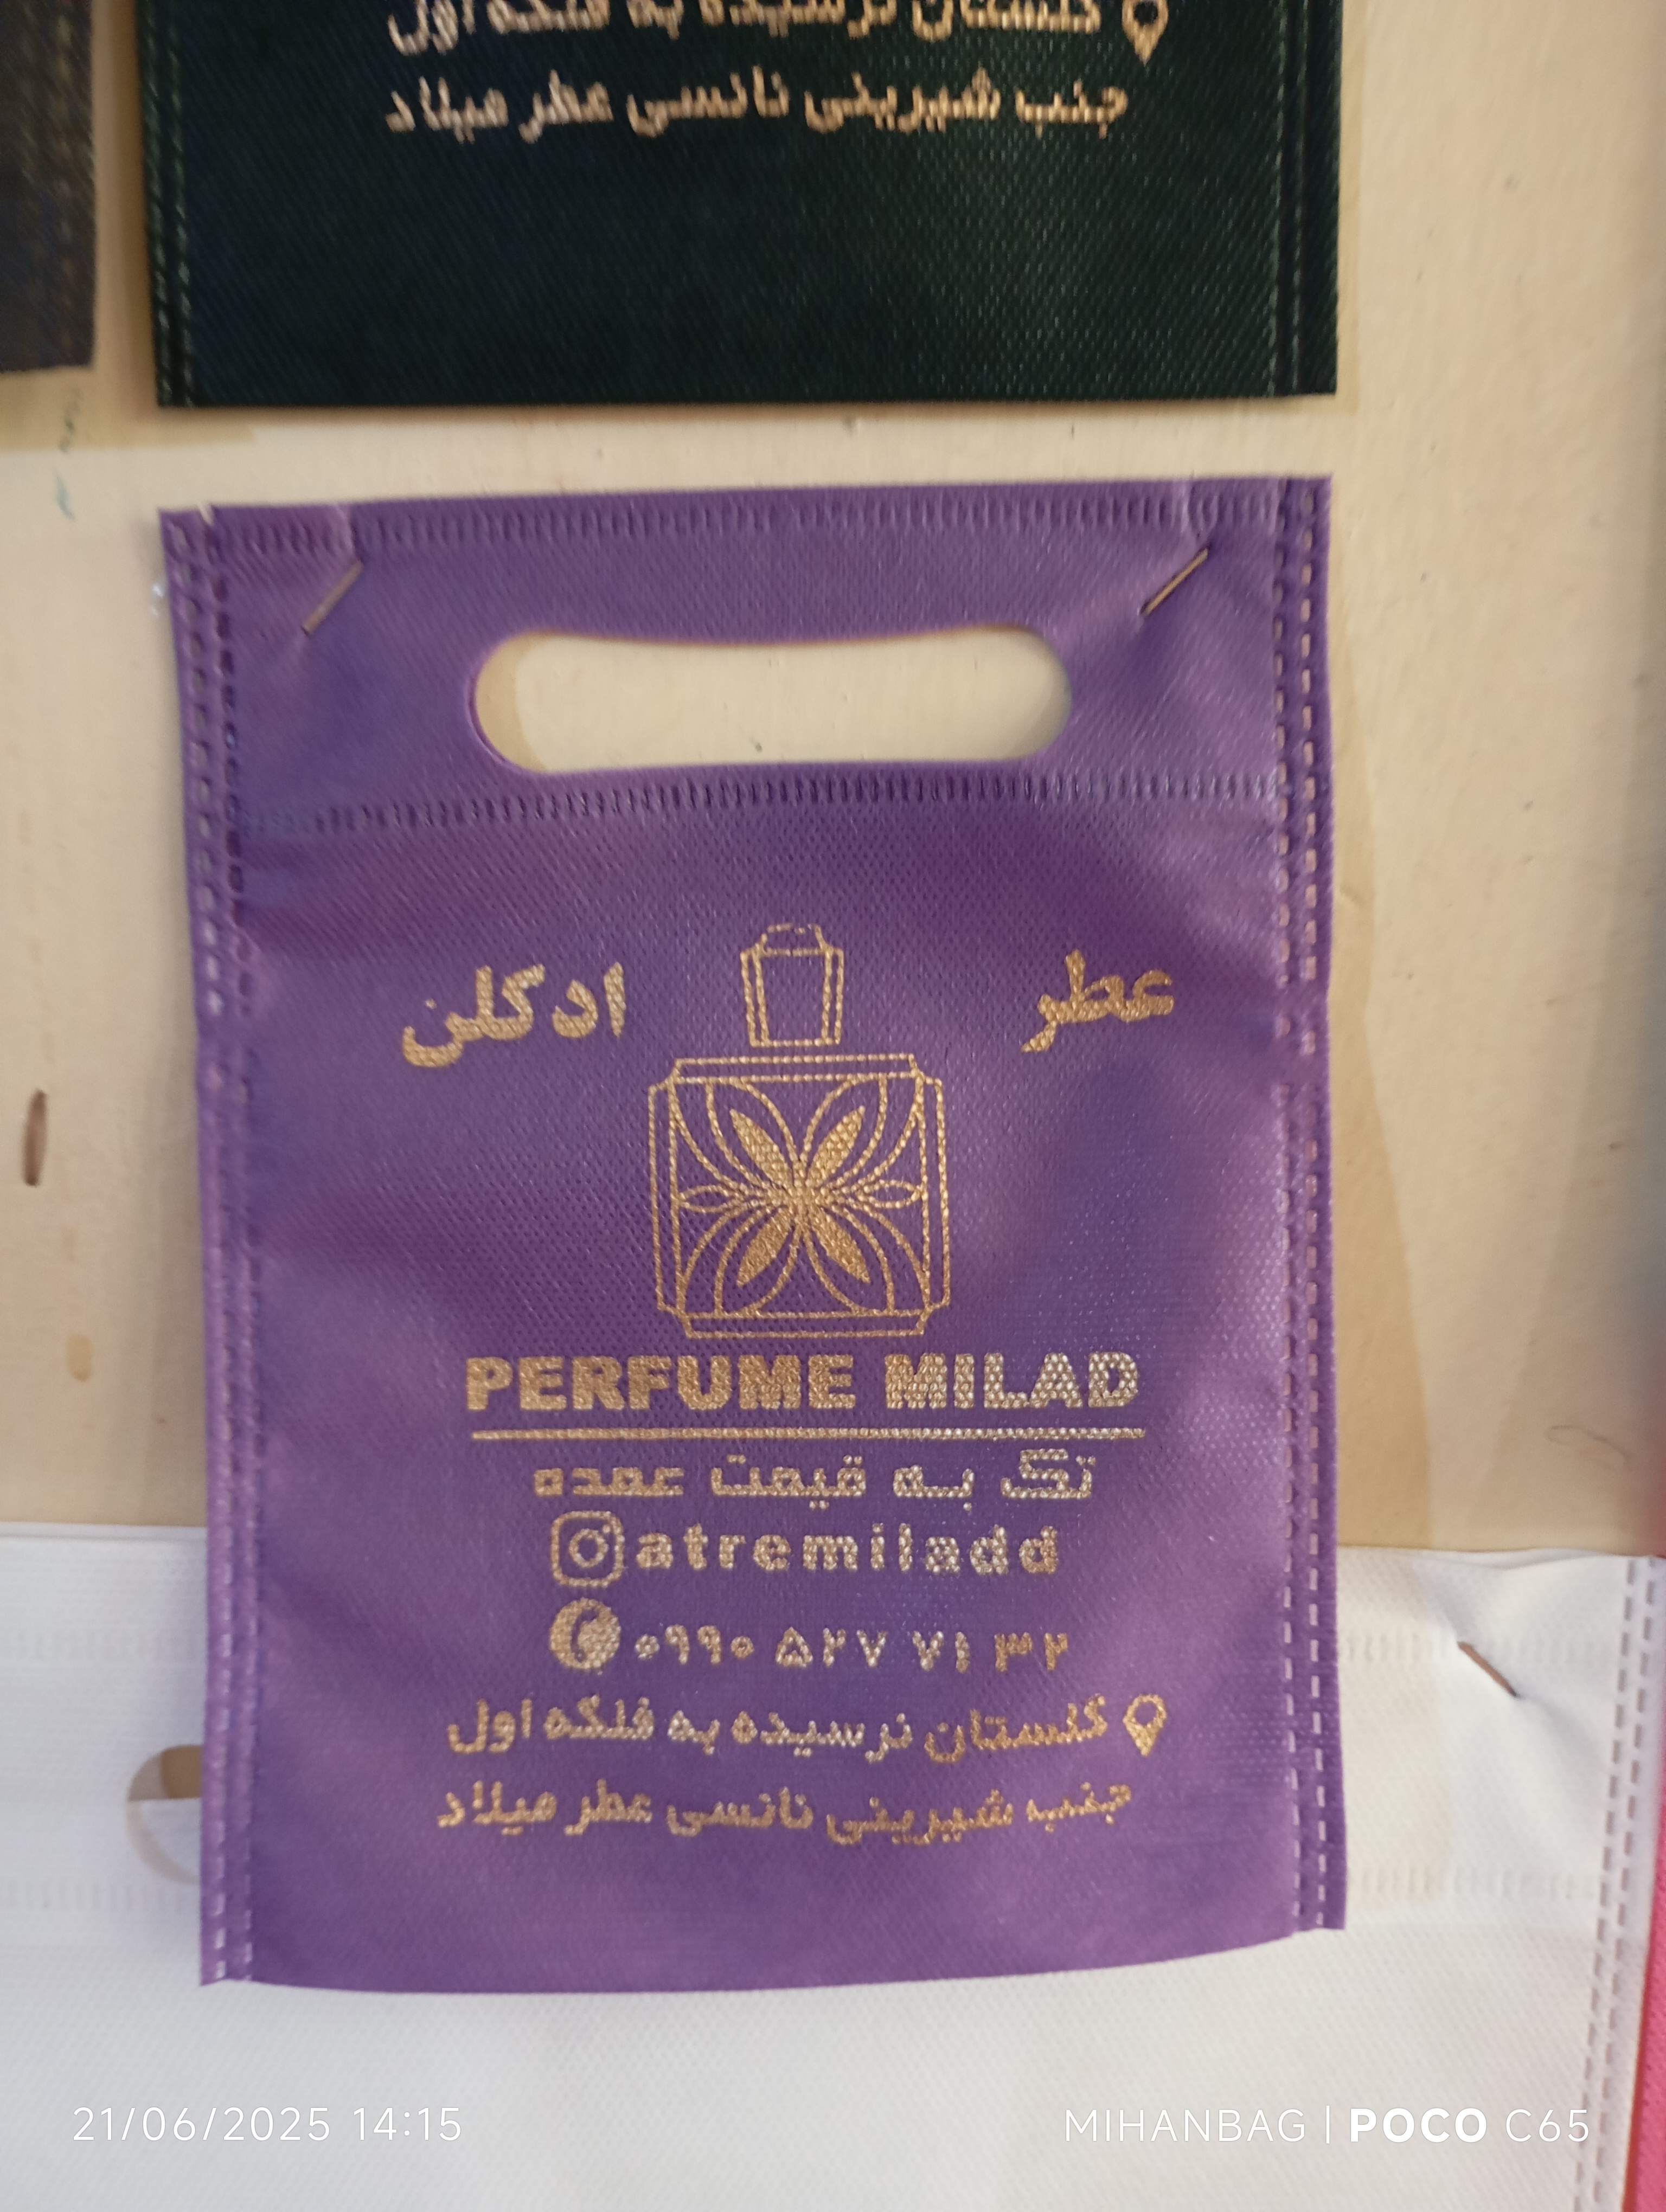 گلستان نرسیده به فلکه اول
جنب شیرینی نانسی عطر میلاد
عطر ادکلن
PERFUME MILAD
تک به قیمت عمده
atremiladd
۰۹۹۰ ۵۲۷ ۷۱ ۳۲
گلستان نرسیده به فلکه اول
جنب شیرینی نانسی عطر میلاد
21/06/2025 14:15
MIHANBAG | POCO C65